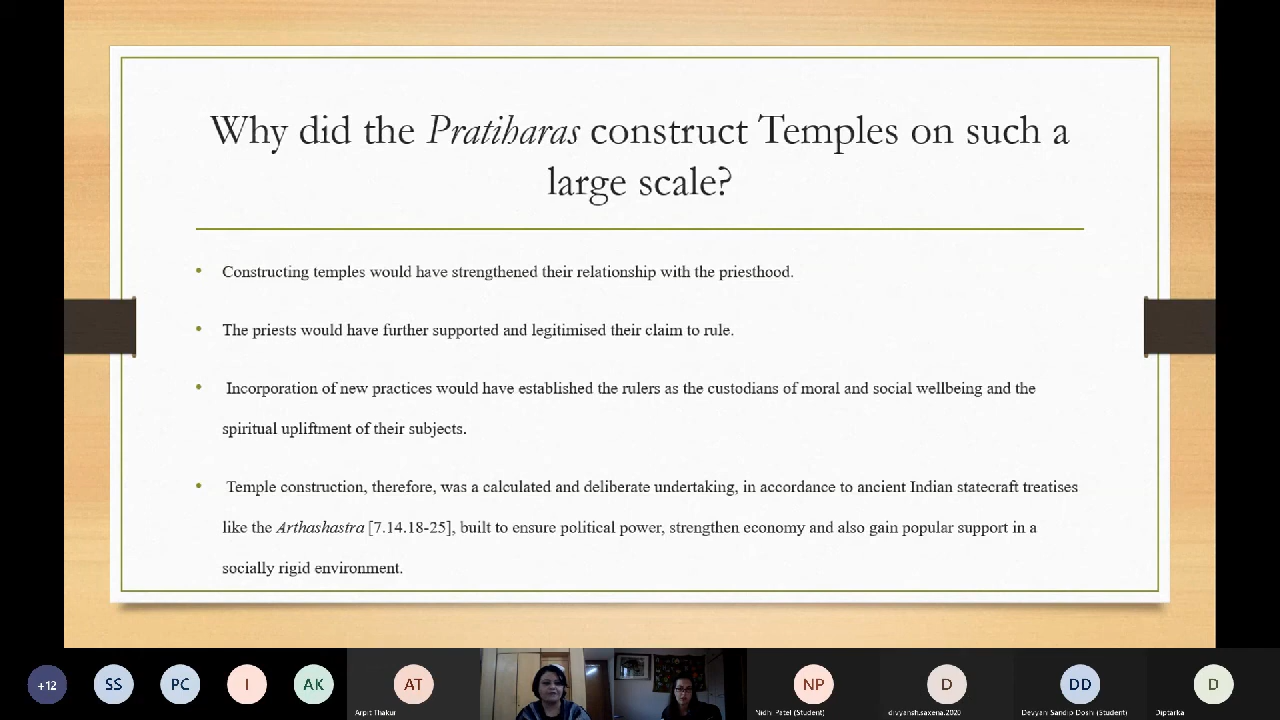 Why did the Pratiharas construct Temples on such a
large scale?
• Constructing temples would have strengthened their relationship with the priesthood.
• The priests would have further supported and legitimised their claim to rule.
• Incorporation of new practices would have established the rulers as the custodians of moral and social wellbeing and the
spiritual upliftment of their subjects.
• Temple construction, therefore, was a calculated and deliberate undertaking, in accordance to ancient Indian statecraft treatises
like the Arthashastra [7.14.18-25], built to ensure political power, strengthen economy and also gain popular support in a
socially rigid environment.
+12 SS PC I AK AT NP D DD D
Arpit Thakur Nidhi Patel (Student) divyansh.saxena.2020 Devyani Sandip Doshi (Student) Diptarka